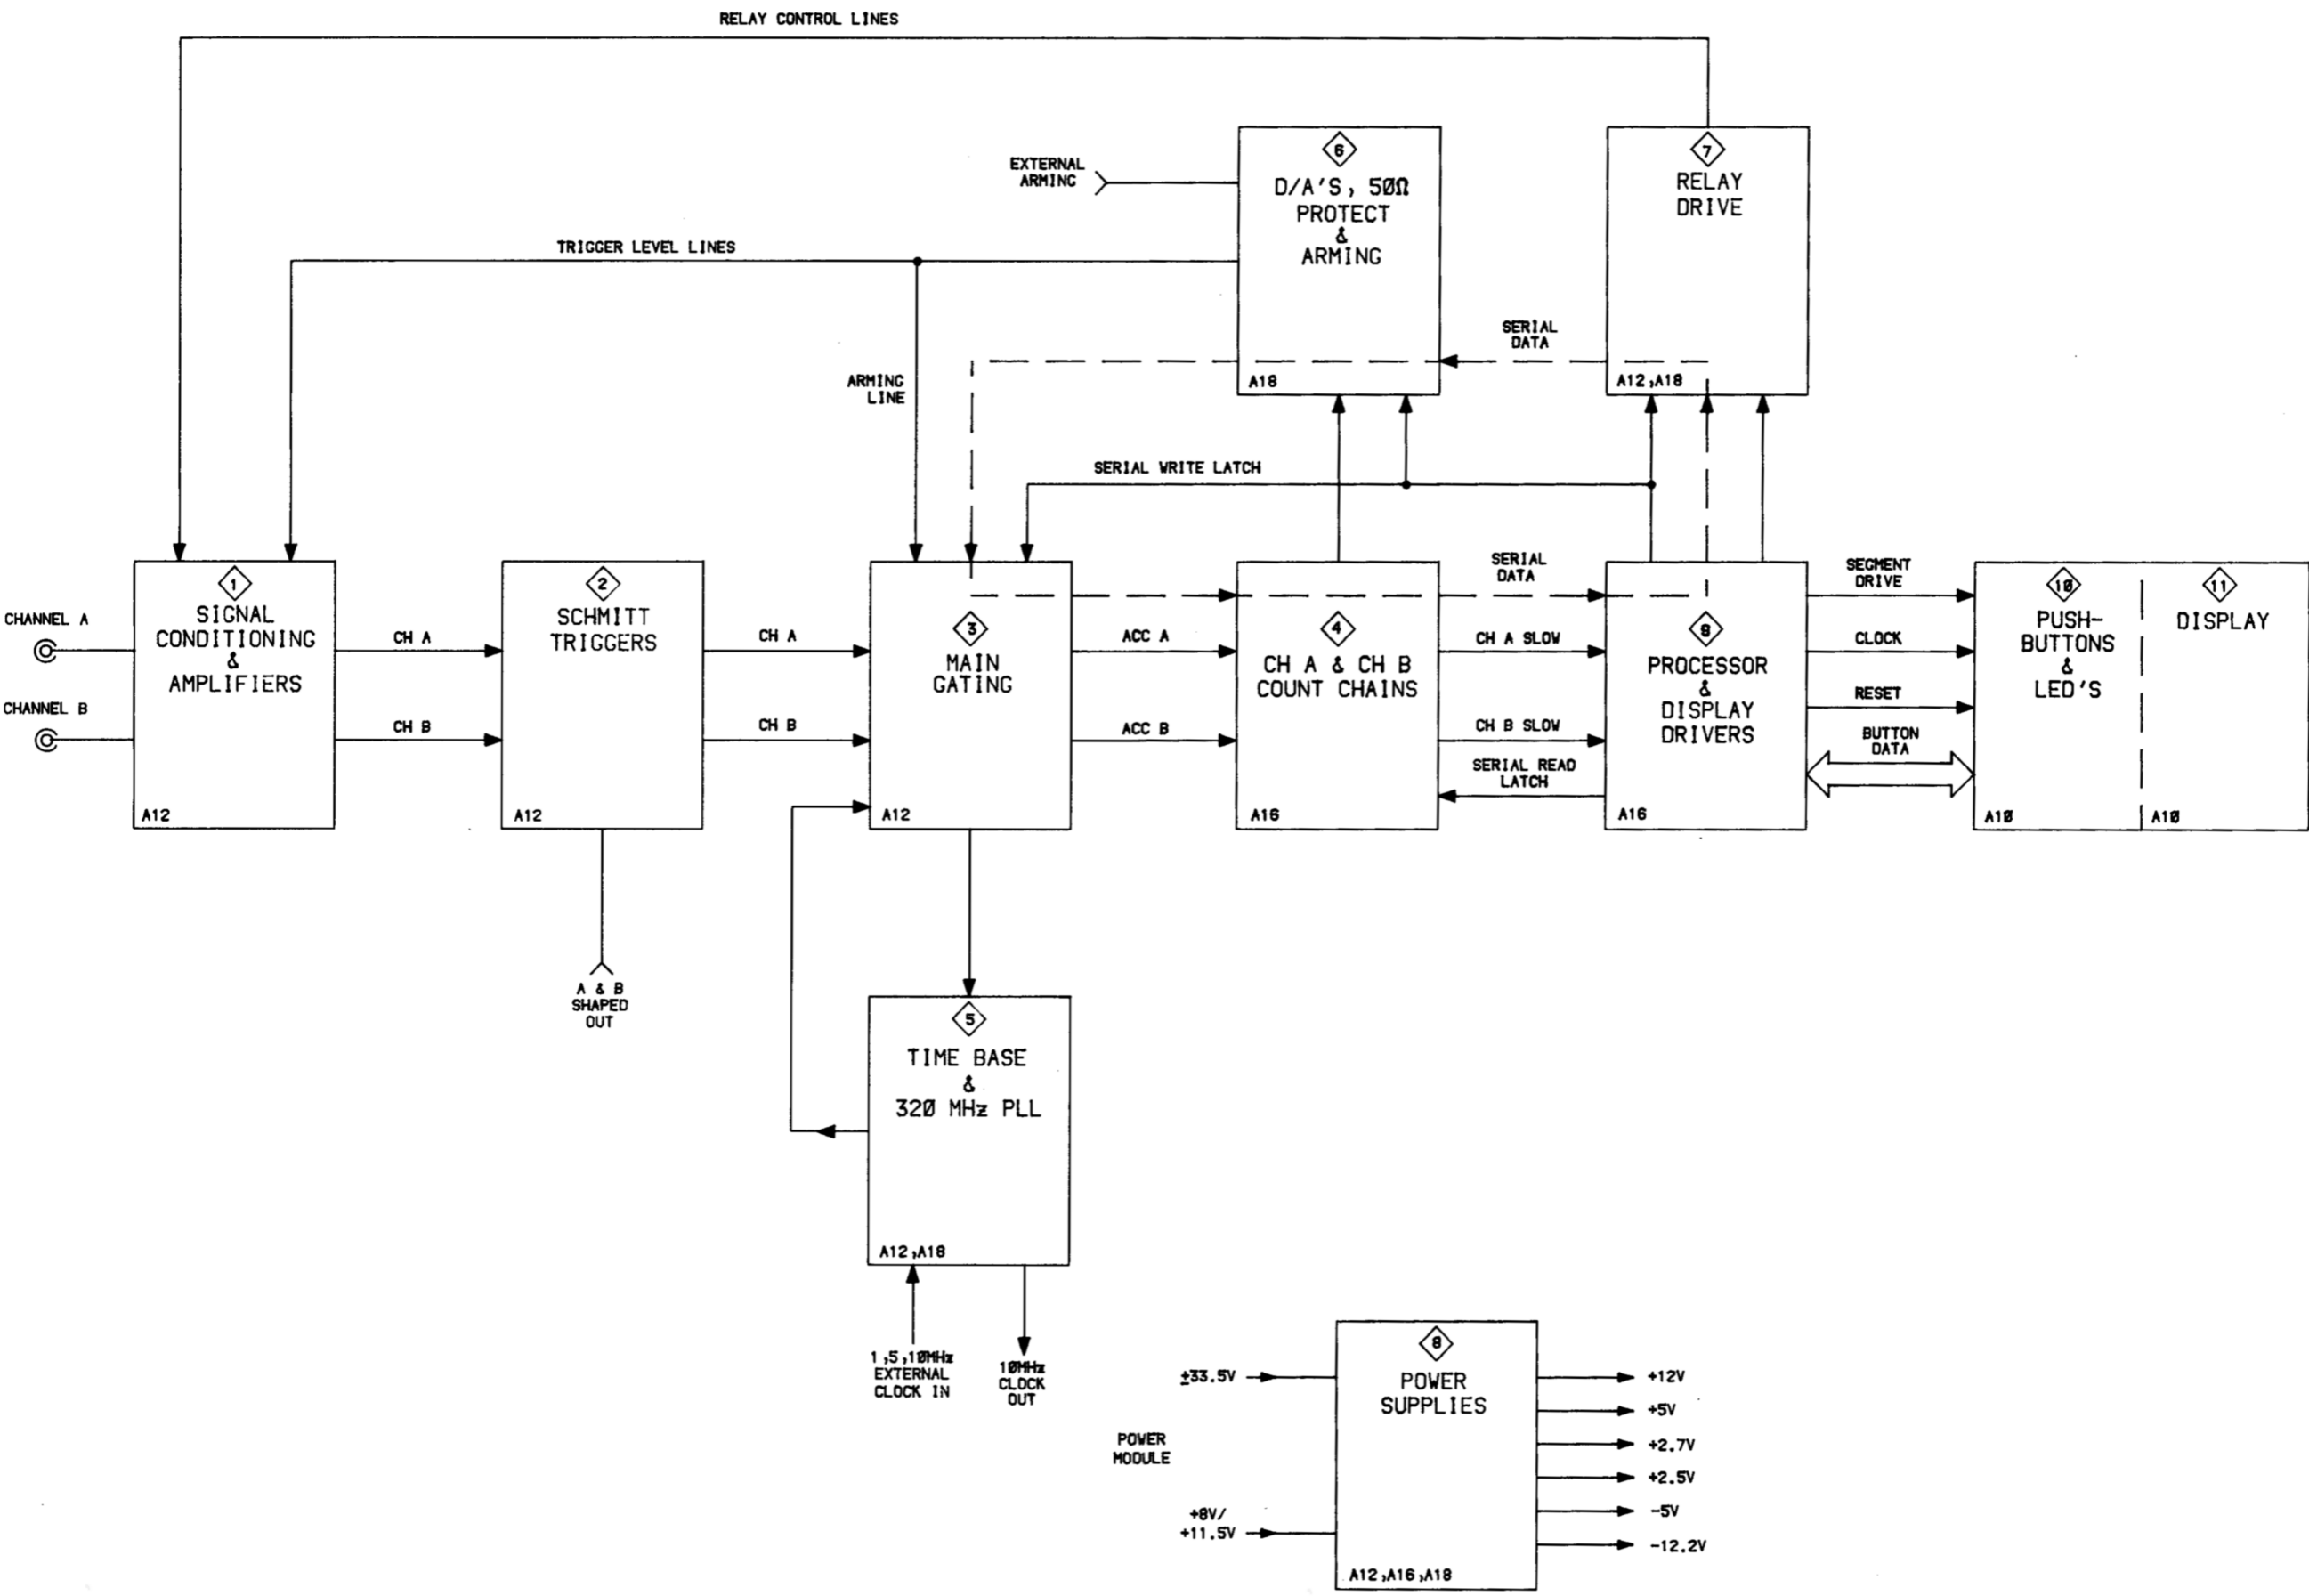 RELAY CONTROL LINES
6
D/A'S, 50Ω
PROTECT
&
ARMING
A18
7
RELAY
DRIVE
A12,A18
EXTERNAL
ARMING
TRIGGER LEVEL LINES
SERIAL
DATA
ARMING
LINE
SERIAL WRITE LATCH
CHANNEL A
CHANNEL B
1
SIGNAL
CONDITIONING
&
AMPLIFIERS
A12
CH A
CH B
2
SCHMITT
TRIGGERS
A12
CH A
CH B
3
MAIN
GATING
A12
ACC A
ACC B
4
CH A & CH B
COUNT CHAINS
A16
SERIAL
DATA
CH A SLOW
CH B SLOW
SERIAL READ
LATCH
9
PROCESSOR
&
DISPLAY
DRIVERS
A16
SEGMENT
DRIVE
CLOCK
RESET
BUTTON
DATA
10
PUSH-
BUTTONS
&
LED'S
A10
11
DISPLAY
A10
A & B
SHAPED
OUT
5
TIME BASE
&
320 MHz PLL
A12,A18
1,5,10MHz
EXTERNAL
CLOCK IN
10MHz
CLOCK
OUT
±33.5V
POWER
MODULE
+8V/
+11.5V
8
POWER
SUPPLIES
A12,A16,A18
+12V
+5V
+2.7V
+2.5V
-5V
-12.2V